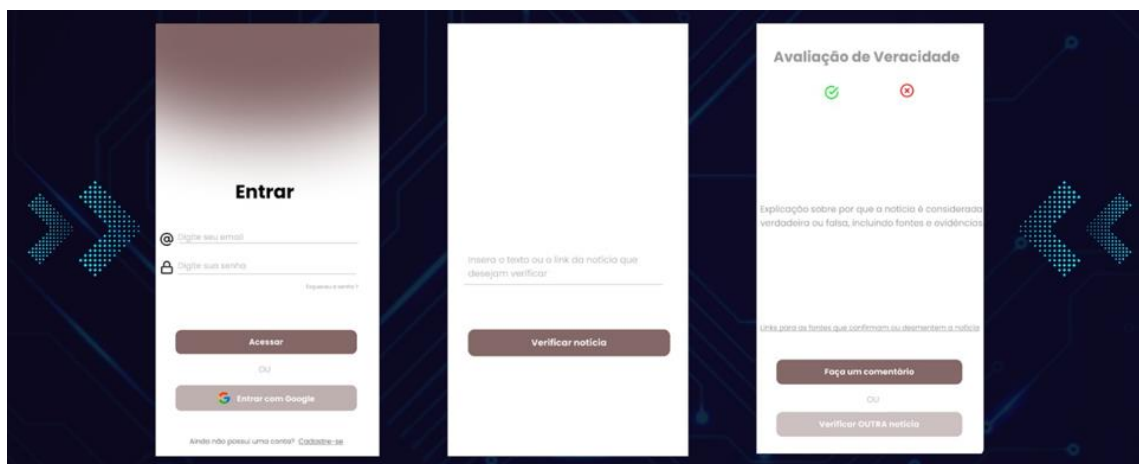 Entrar
@ Digite seu email
Digite sua senha
Esqueceu a senha?
Acessar
OU
Entrar com Google
Ainda não possui uma conta? Cadastre-se
Insera o texto ou o link da notícia que
desejam verificar
Verificar notícia
Avaliação de Veracidade
Explicação sobre por que a notícia é considerada
verdadeira ou falsa, incluindo fontes e evidências
Links para as fontes que confirmam ou desmentem a notícia
Faça um comentário
OU
Verificar OUTRA notícia